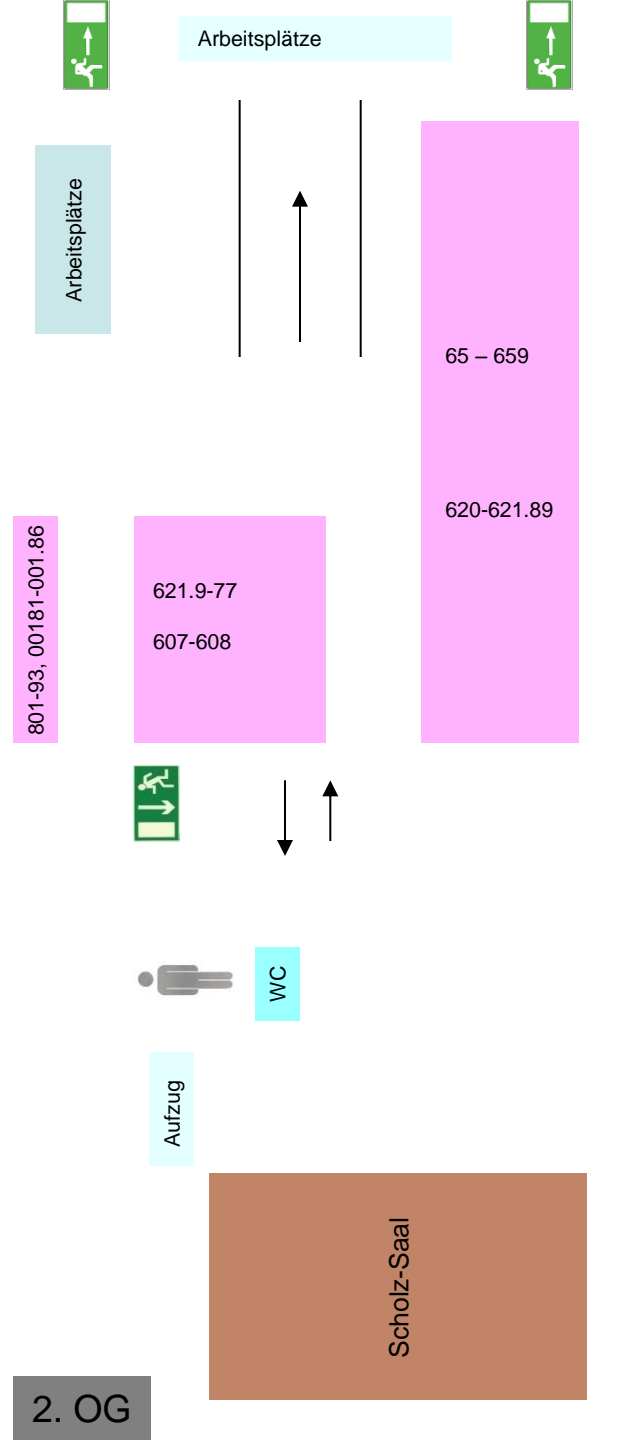 Arbeitsplätze
Arbeitsplätze
65 – 659
620-621.89
801-93, 00181-001.86
621.9-77
607-608
WC
Aufzug
Scholz-Saal
2. OG